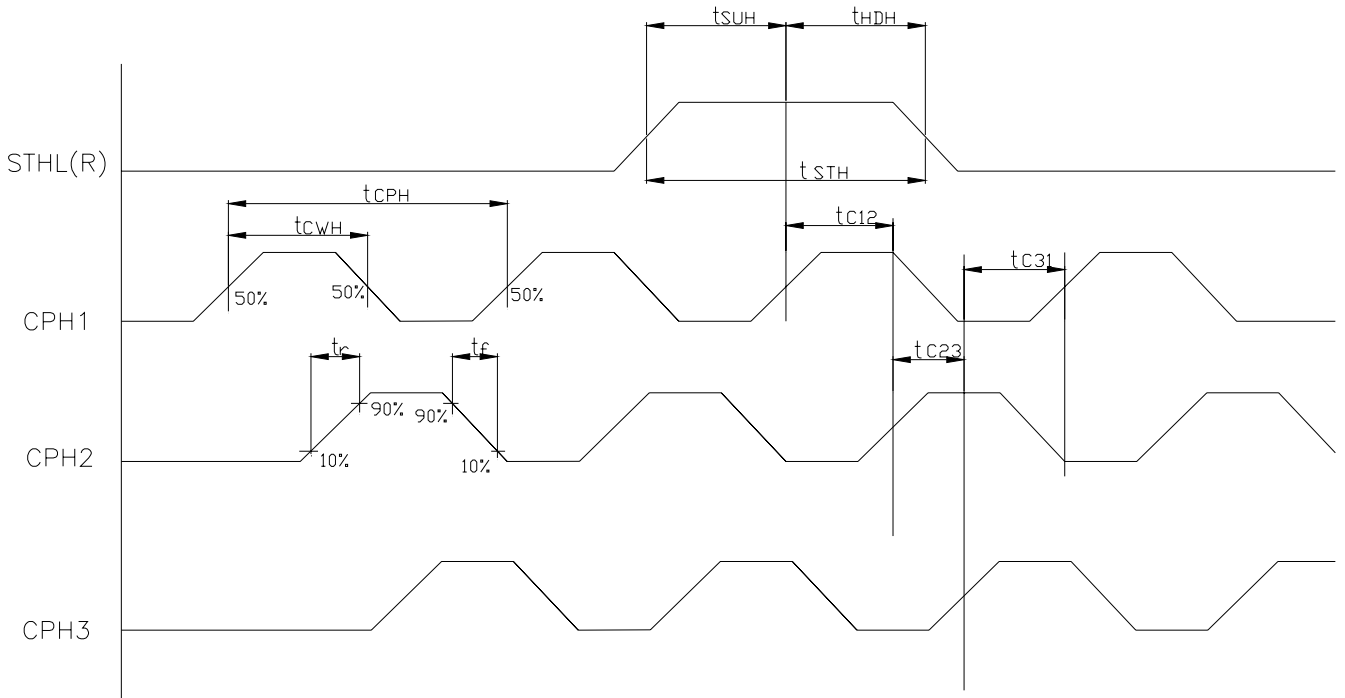 tSUH tHDH
STHL(R)
tSTH
tCPH
tCWH
tC12
tC31
50% 50% 50%
CPH1
tr tf
tC23
90% 90%
10% 10%
CPH2
CPH3